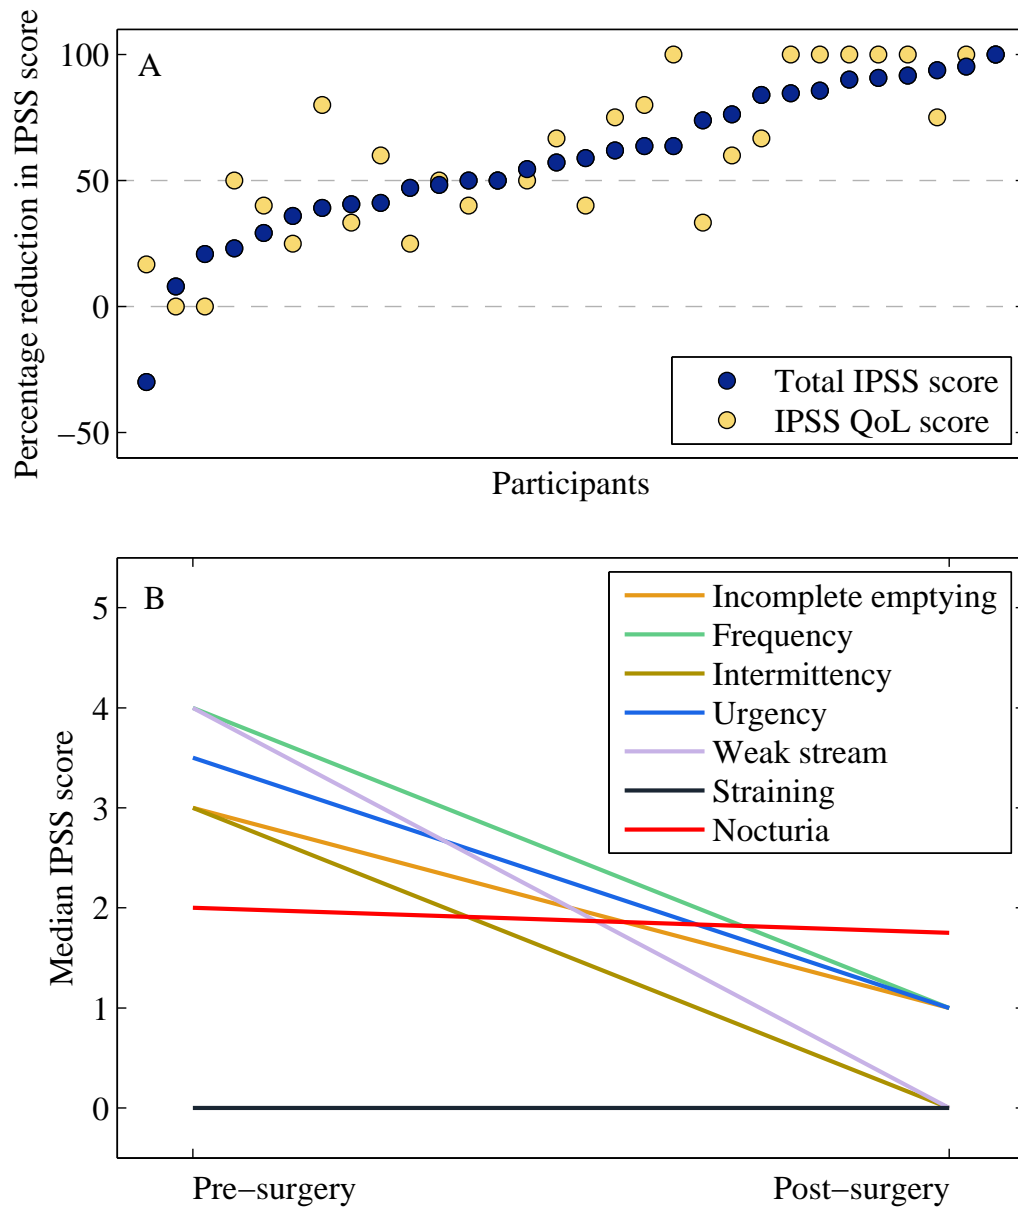 Percentage reduction in IPSS score
A
100
50
0
−50
Total IPSS score
IPSS QoL score
Participants
Median IPSS score
B
5
4
3
2
1
0
Incomplete emptying
Frequency
Intermittency
Urgency
Weak stream
Straining
Nocturia
Pre−surgery
Post−surgery